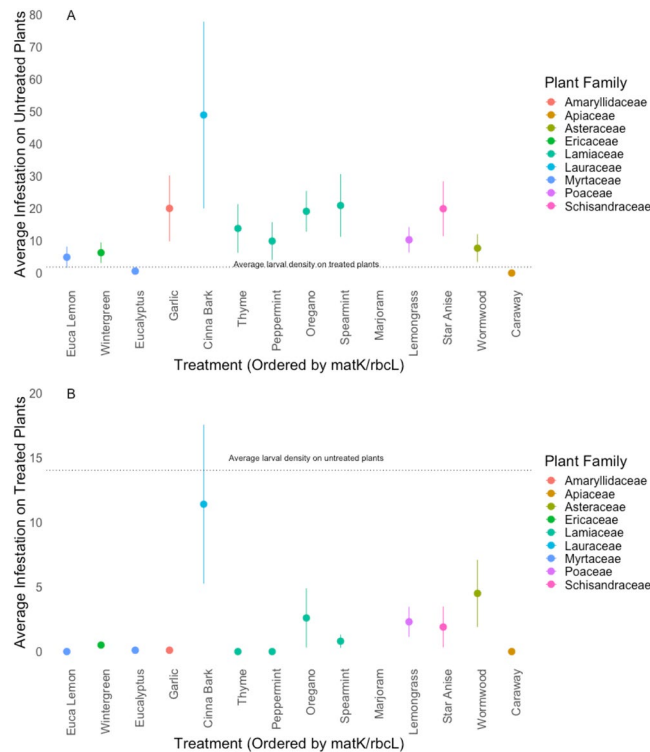 A
80
70
60
50
40
30
20
10
0
Average Infestation on Untreated Plants
Average larval density on treated plants
Euca Lemon
Wintergreen
Eucalyptus
Garlic
Cinna Bark
Thyme
Peppermint
Oregano
Spearmint
Marjoram
Lemongrass
Star Anise
Wormwood
Caraway
Treatment (Ordered by matK/rbcL)
Plant Family
Amaryllidaceae
Apiaceae
Asteraceae
Ericaceae
Lamiaceae
Lauraceae
Myrtaceae
Poaceae
Schisandraceae
B
20
15
10
5
0
Average Infestation on Treated Plants
Average larval density on untreated plants
Euca Lemon
Wintergreen
Eucalyptus
Garlic
Cinna Bark
Thyme
Peppermint
Oregano
Spearmint
Marjoram
Lemongrass
Star Anise
Wormwood
Caraway
Treatment (Ordered by matK/rbcL)
Plant Family
Amaryllidaceae
Apiaceae
Asteraceae
Ericaceae
Lamiaceae
Lauraceae
Myrtaceae
Poaceae
Schisandraceae